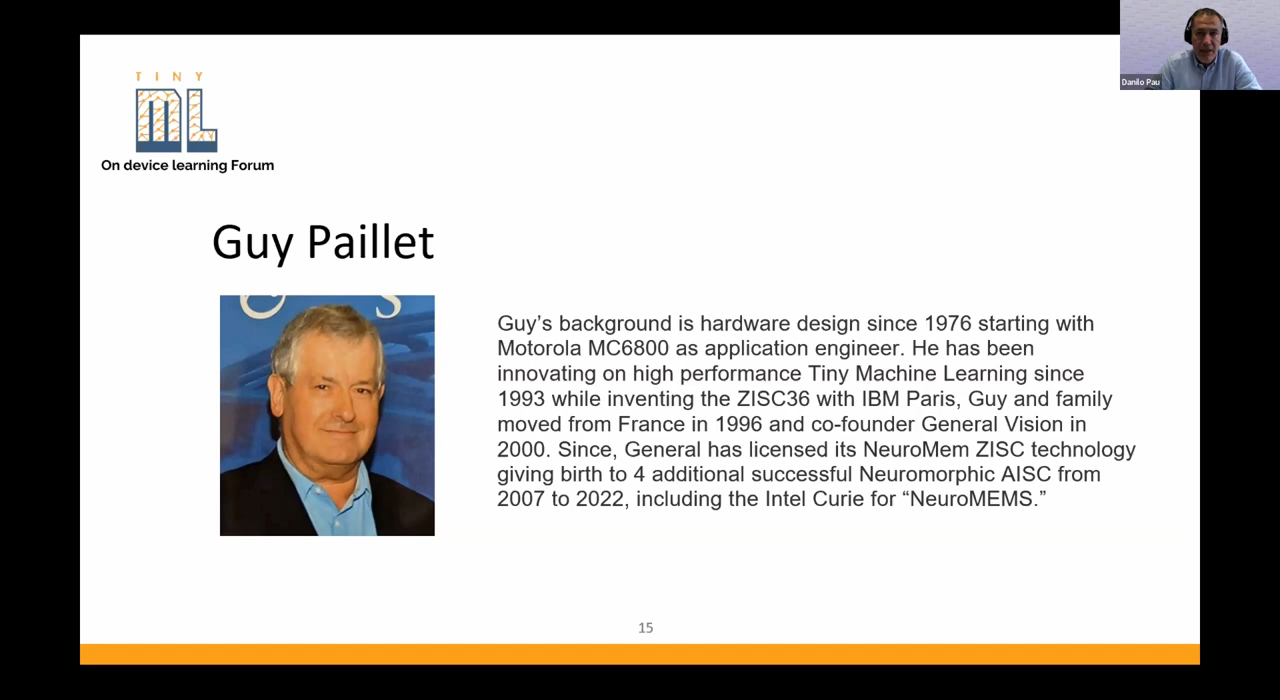 Danilo Pau
TINY
ML
On device learning Forum
Guy Paillet
Guy’s background is hardware design since 1976 starting with
Motorola MC6800 as application engineer. He has been
innovating on high performance Tiny Machine Learning since
1993 while inventing the ZISC36 with IBM Paris, Guy and family
moved from France in 1996 and co-founder General Vision in
2000. Since, General has licensed its NeuroMem ZISC technology
giving birth to 4 additional successful Neuromorphic AISC from
2007 to 2022, including the Intel Curie for “NeuroMEMS.”
15